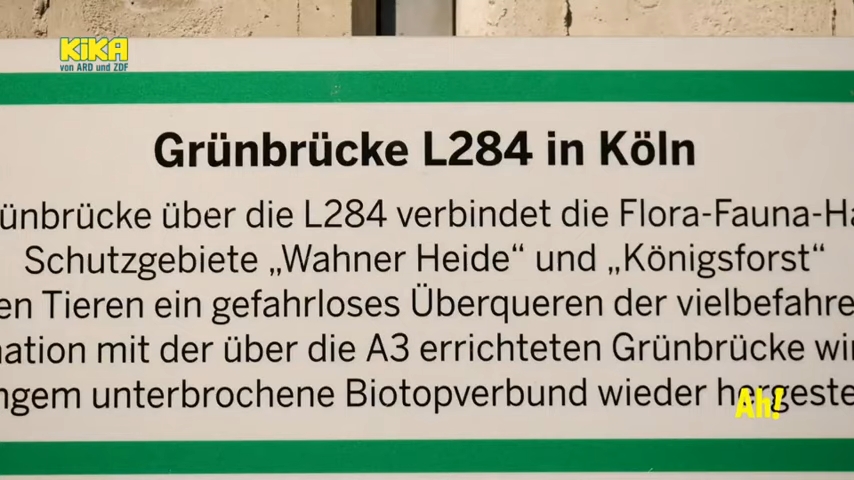 KiKA
von ARD und ZDF
Grünbrücke L284 in Köln
ünbrücke über die L284 verbindet die Flora-Fauna-Ha
Schutzgebiete „Wahner Heide“ und „Königsforst“
en Tieren ein gefahrloses Überqueren der vielbefahre
ation mit der über die A3 errichteten Grünbrücke wi
ngem unterbrochene Biotopverbund wieder hergeste
Ah!